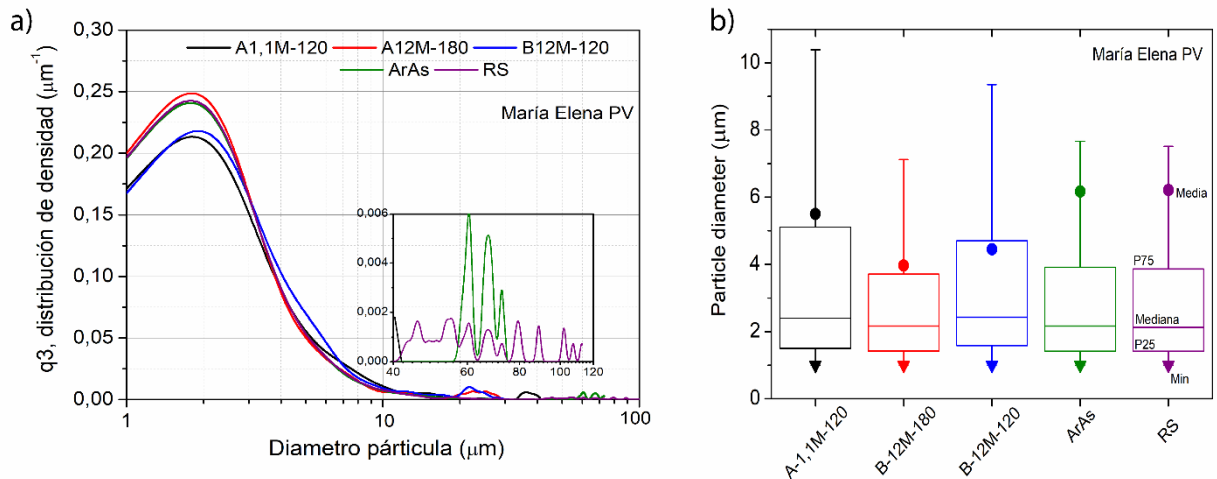 a)
0,30
0,25
0,20
0,15
0,10
0,05
0,00
q3, distribución de densidad (μm⁻¹)
A1,1M-120 A12M-180 B12M-120
ArAs RS
María Elena PV
0,006
0,004
0,002
0,000
40 60 80 100 120
1 10 100
Diametro párticula (μm)
b)
María Elena PV
10
8
6
4
2
0
Particle diameter (μm)
Media
P75
Mediana
P25
Min
A-1,1M-120
B-12M-180
B-12M-120
ArAs
RS